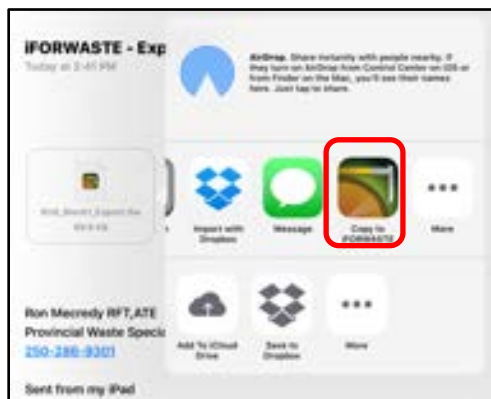 iFORWASTE - Exp
Today at 2:41 PM
AirDrop. Share instantly with people nearby. If
they turn on AirDrop from Control Center on iOS or
from Finder on the Mac, you'll see their names
here. Just tap to share.
Import with
Dropbox
Message
Copy to
iFORWASTE
More
Add To iCloud
Drive
Save to
Dropbox
More
Ron Mecredy RFT,ATE
Provincial Waste Specia
250-286-9301
Sent from my iPad